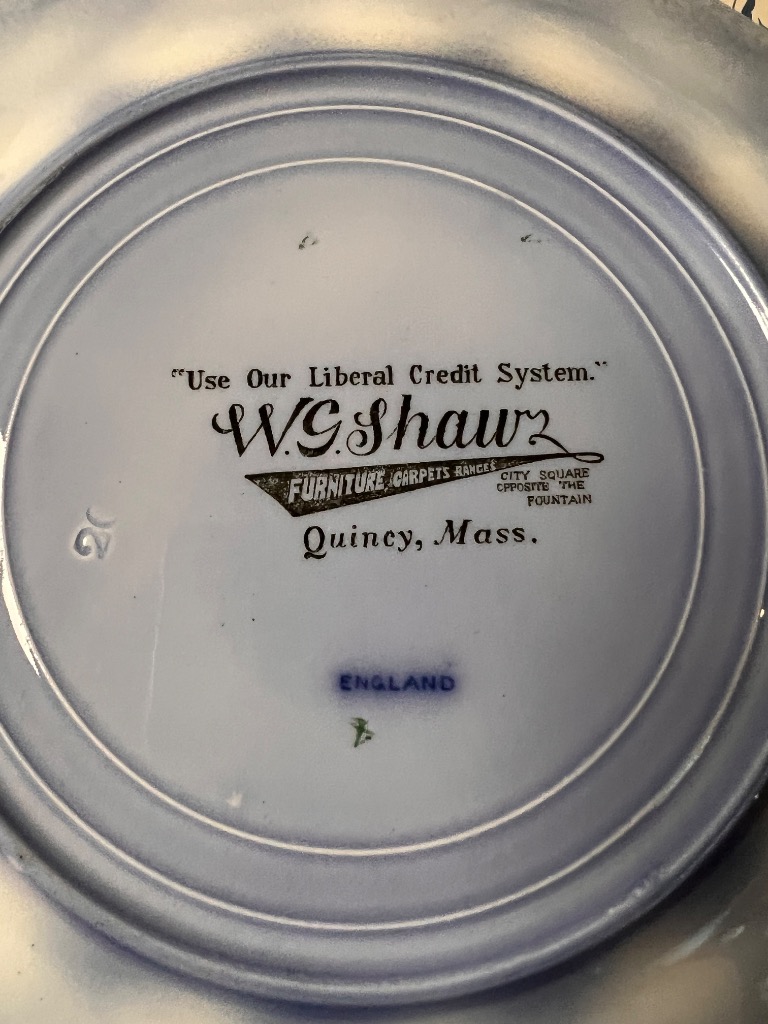 "Use Our Liberal Credit System."
W.G. Shaw
FURNITURE, CARPETS RANGES
CITY SQUARE
OPPOSITE THE
FOUNTAIN
Quincy, Mass.
ENGLAND